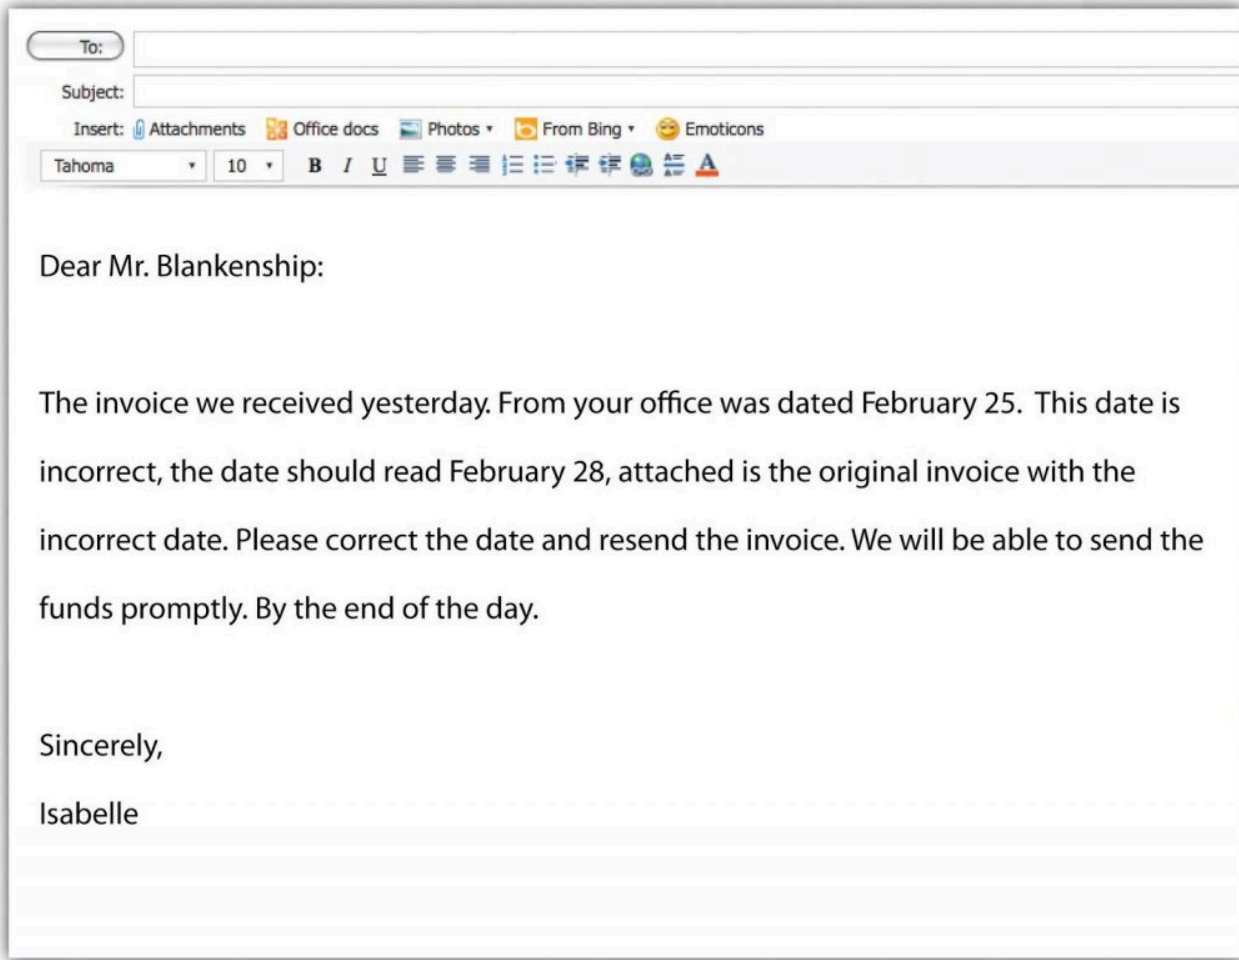 To:
Subject:
Insert: Attachments Office docs Photos From Bing Emoticons
Tahoma 10 B I U A
Dear Mr. Blankenship:
The invoice we received yesterday. From your office was dated February 25. This date is
incorrect, the date should read February 28, attached is the original invoice with the
incorrect date. Please correct the date and resend the invoice. We will be able to send the
funds promptly. By the end of the day.
Sincerely,
Isabelle